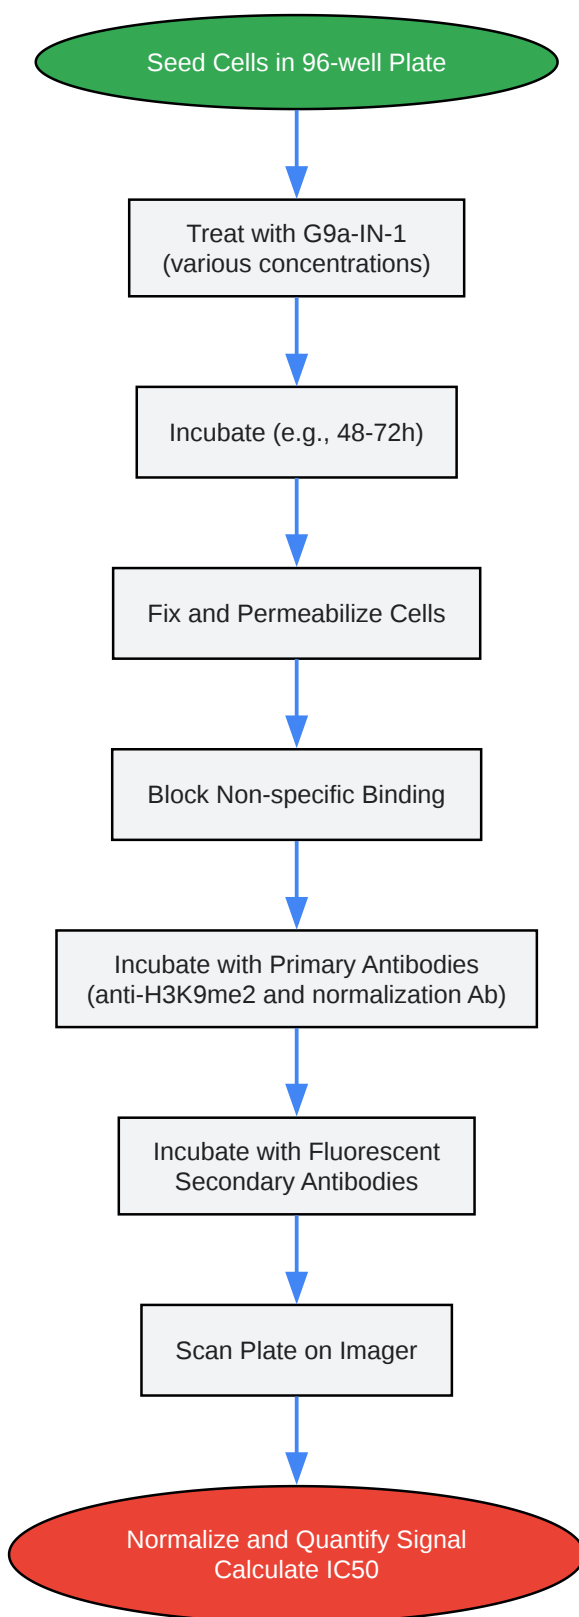 Seed Cells in 96-well Plate
Treat with G9a-IN-1
(various concentrations)
Incubate (e.g., 48-72h)
Fix and Permeabilize Cells
Block Non-specific Binding
Incubate with Primary Antibodies
(anti-H3K9me2 and normalization Ab)
Incubate with Fluorescent
Secondary Antibodies
Scan Plate on Imager
Normalize and Quantify Signal
Calculate IC50